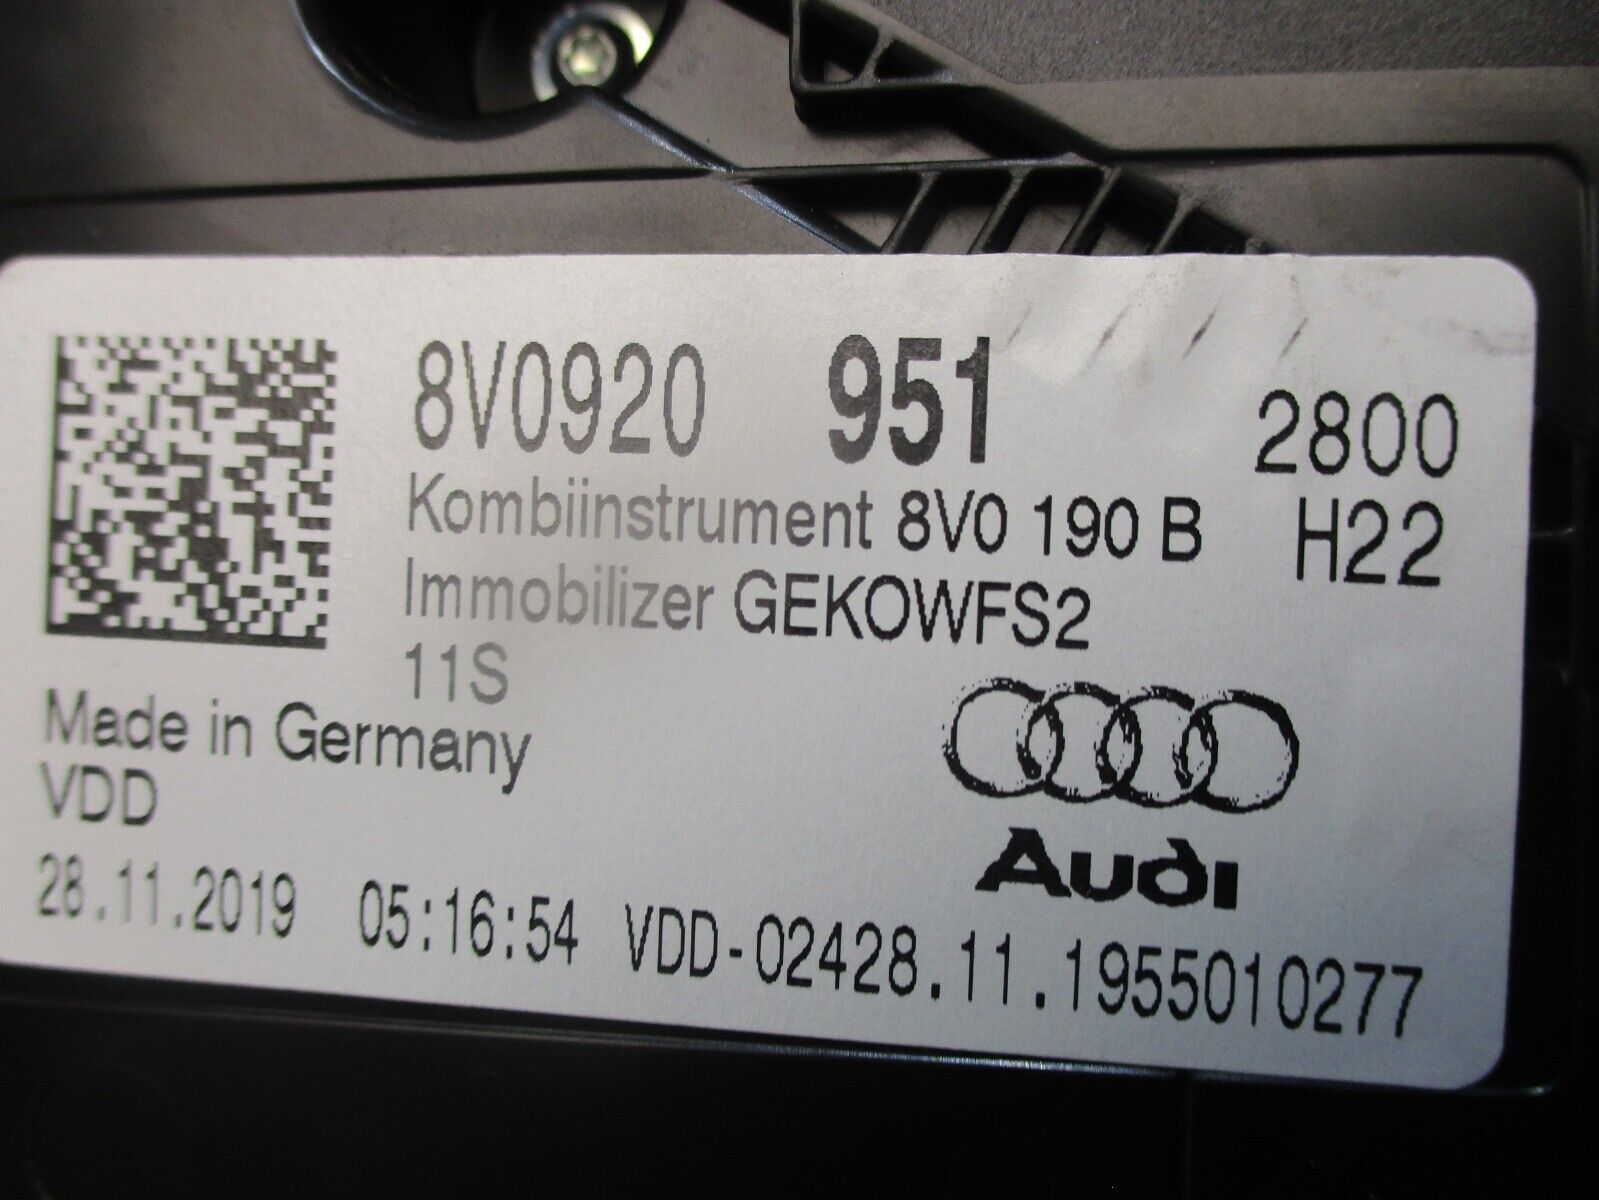 8V0920 951 2800
Kombiinstrument 8V0 190 B H22
Immobilizer GEKOWFS2
11S
Made in Germany
VDD
Audi
28.11.2019 05:16:54 VDD-02428.11.1955010277